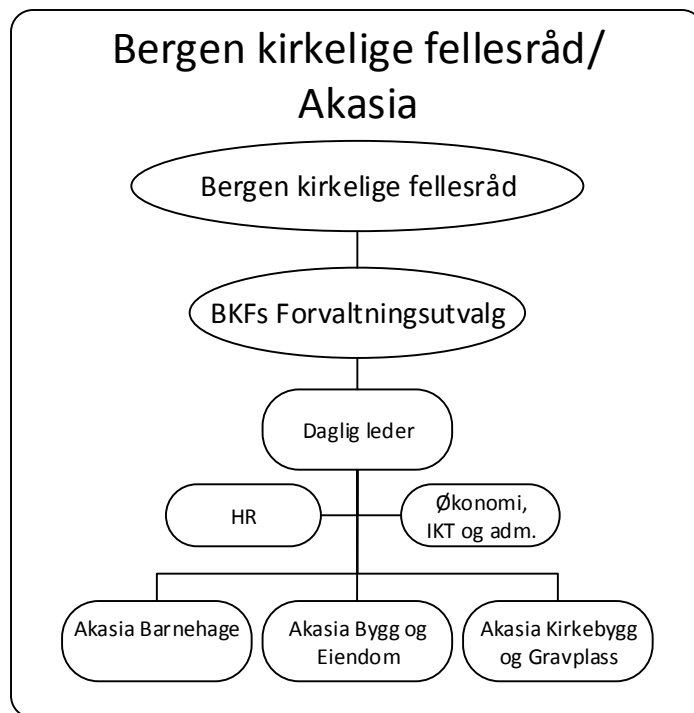 Bergen kirkelige fellesråd/
Akasia
Bergen kirkelige fellesråd
BKFs Forvaltningsutvalg
Daglig leder
HR
Økonomi,
IKT og adm.
Akasia Barnehage
Akasia Bygg og
Eiendom
Akasia Kirkebygg
og Gravplass